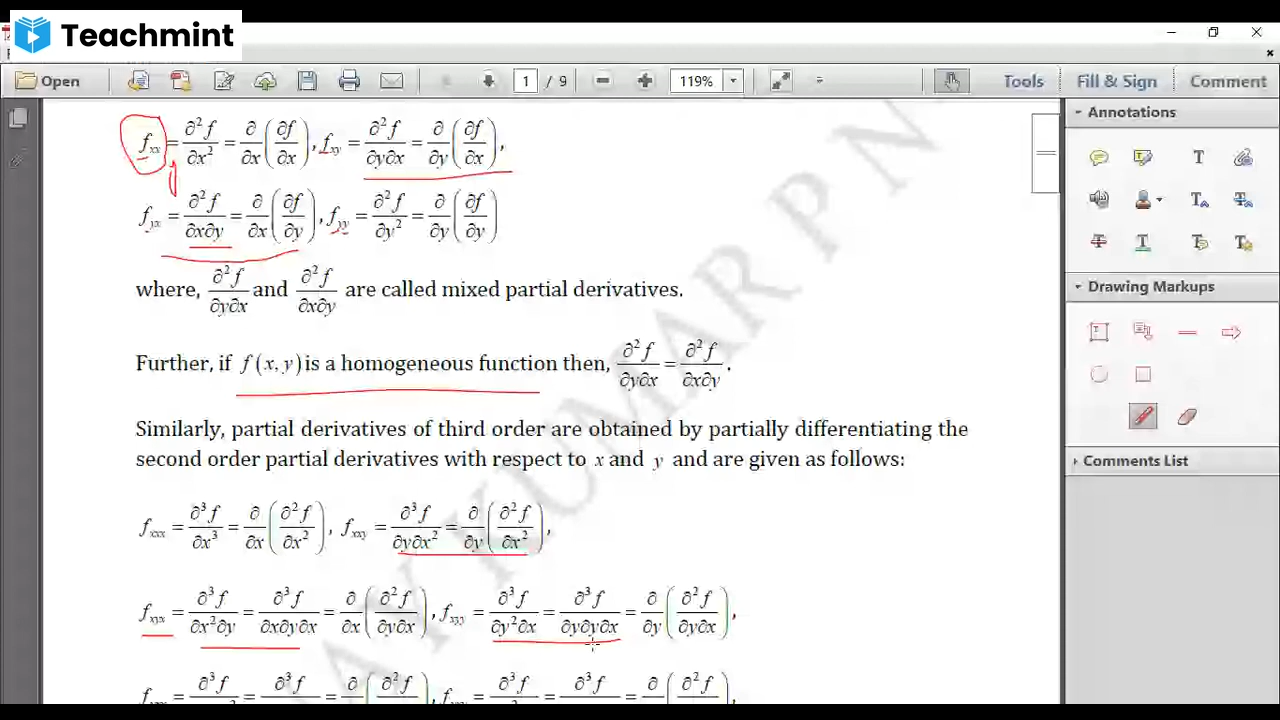 Teachmint
Open 1 / 9 119% Tools Fill & Sign Comment
Annotations
f_xx = ∂²f/∂x² = ∂/∂x (∂f/∂x), f_xy = ∂²f/∂y∂x = ∂/∂y (∂f/∂x),
f_yx = ∂²f/∂x∂y = ∂/∂x (∂f/∂y), f_yy = ∂²f/∂y² = ∂/∂y (∂f/∂y)
where, ∂²f/∂y∂x and ∂²f/∂x∂y are called mixed partial derivatives.
Drawing Markups
Further, if f(x, y) is a homogeneous function then, ∂²f/∂y∂x = ∂²f/∂x∂y.
Similarly, partial derivatives of third order are obtained by partially differentiating the
second order partial derivatives with respect to x and y and are given as follows:
Comments List
f_xxx = ∂³f/∂x³ = ∂/∂x (∂²f/∂x²), f_xxy = ∂³f/∂y∂x² = ∂/∂y (∂²f/∂x²),
f_xyx = ∂³f/∂x²∂y = ∂³f/∂x∂y∂x = ∂/∂x (∂²f/∂y∂x), f_xyy = ∂³f/∂y²∂x = ∂³f/∂y∂y∂x = ∂/∂y (∂²f/∂y∂x),